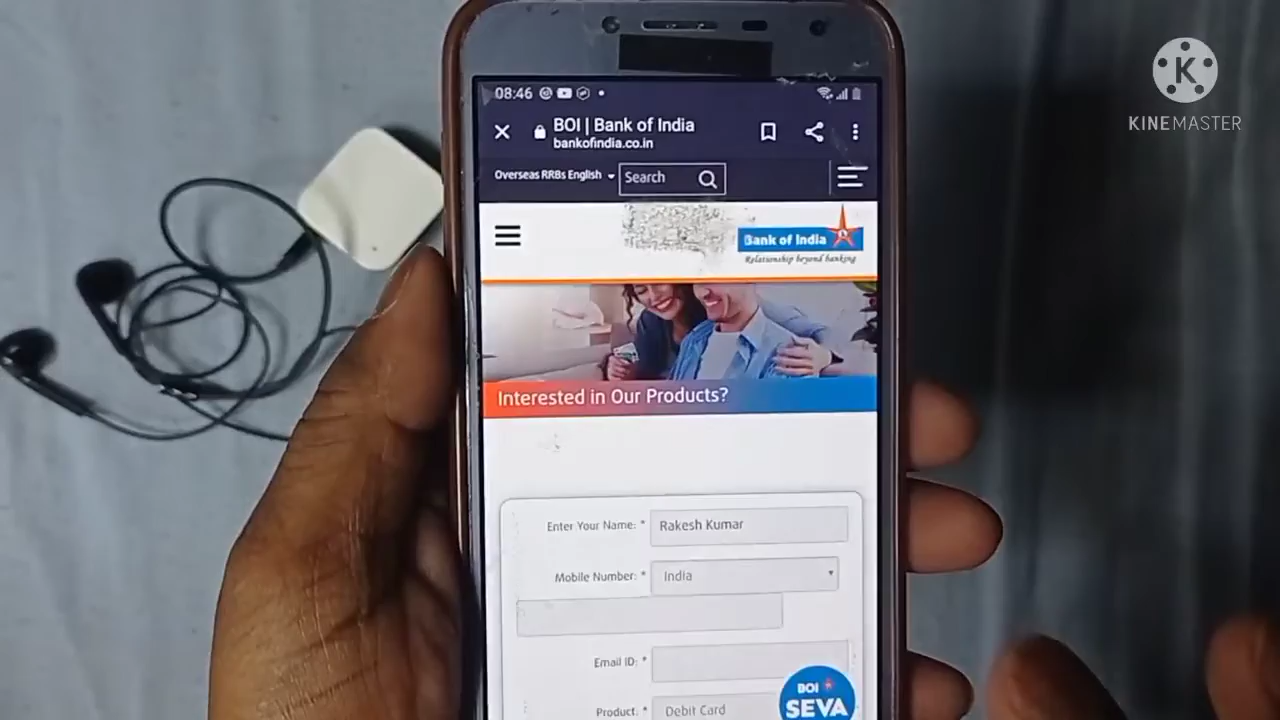 KINEMASTER
08:46
BOI | Bank of India
bankofindia.co.in
Overseas RRBs English
Search
Bank of India
Relationship beyond banking
Interested in Our Products?
Enter Your Name: * Rakesh Kumar
Mobile Number: * India
Email ID: *
BOI
SEVA
Product: * Debit Card